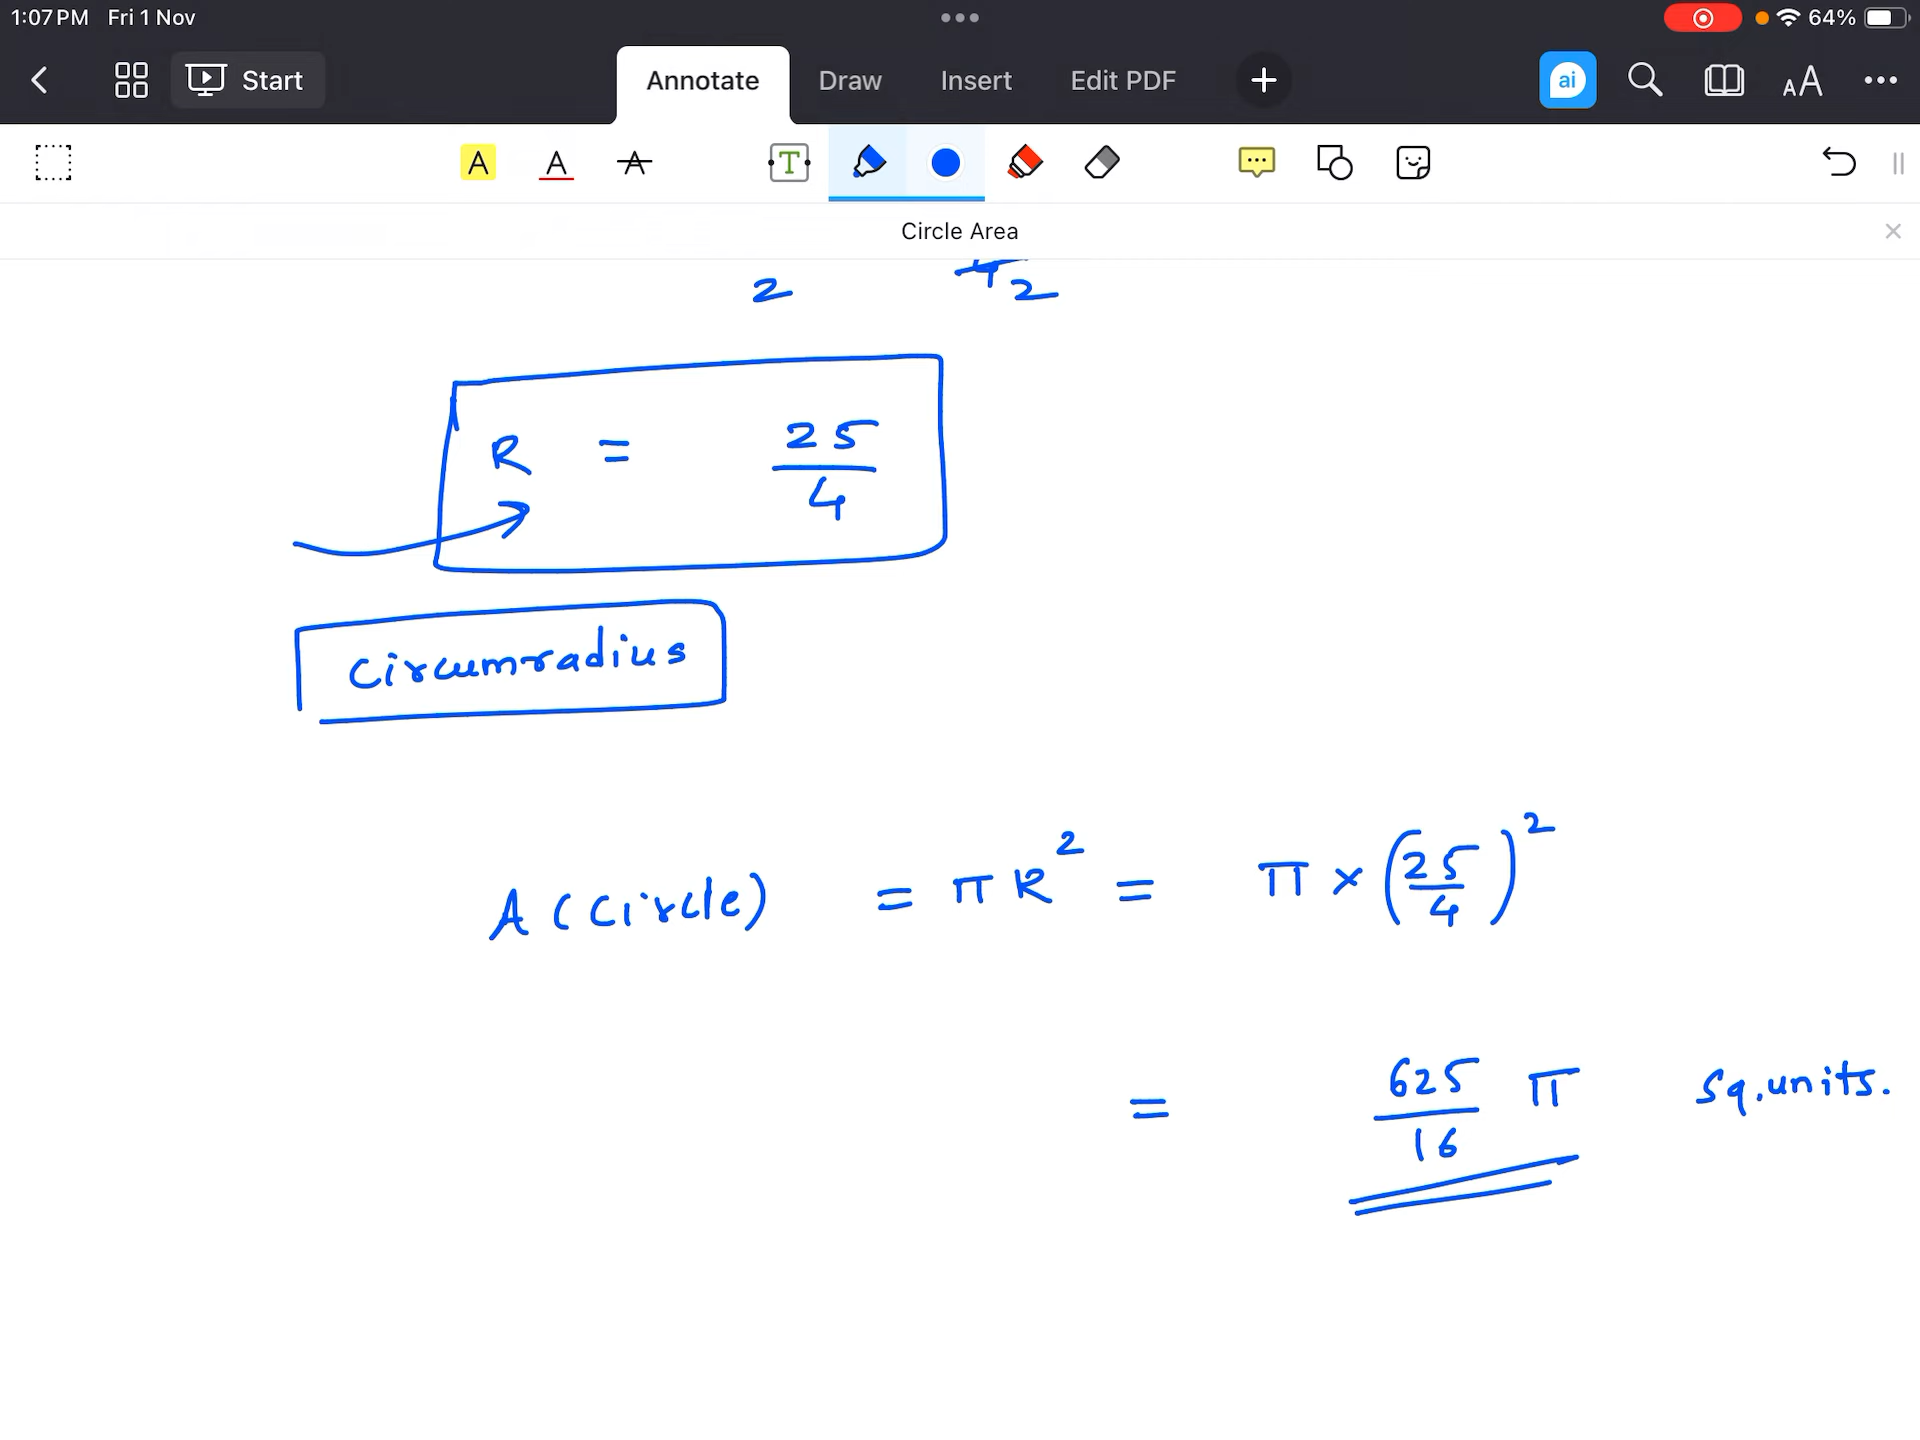 1:07 PM Fri 1 Nov 64%
Start Annotate Draw Insert Edit PDF ai AA
A A A T
Circle Area
2 2
R = 25/4
Circumradius
A (Circle) = πR² = π × (25/4)²
= 625/16 π Sq. units.